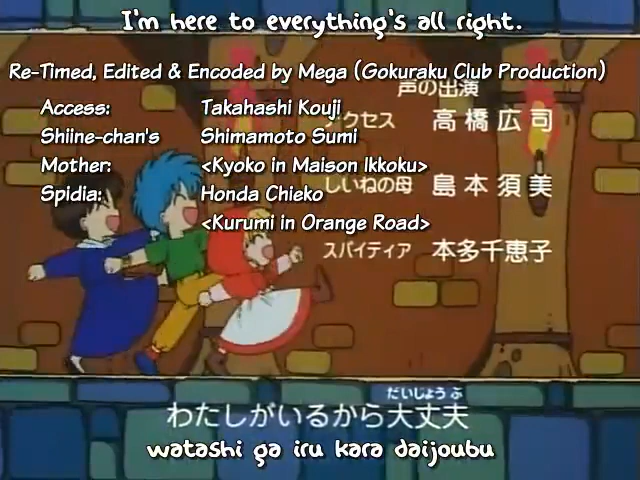 I'm here to everything's all right.
Re-Timed, Edited & Encoded by Mega (Gokuraku Club Production)
声の出演
Access: Takahashi Kouji
アクセス 高橋広司
Shiine-chan's Shimamoto Sumi
Mother: <Kyoko in Maison Ikkoku>
しいねの母 島本須美
Spidia: Honda Chieko
<Kurumi in Orange Road>
スパイディア 本多千恵子
だいじょうぶ
わたしがいるから大丈夫
watashi ga iru kara daijoubu